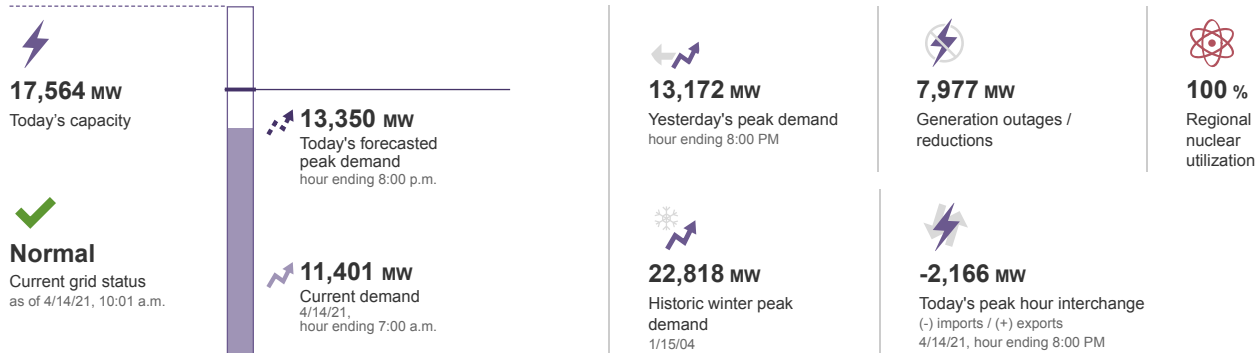 17,564 MW
Today's capacity
Normal
Current grid status
as of 4/14/21, 10:01 a.m.
13,350 MW
Today's forecasted
peak demand
hour ending 8:00 p.m.
11,401 MW
Current demand
4/14/21,
hour ending 7:00 a.m.
13,172 MW
Yesterday's peak demand
hour ending 8:00 PM
7,977 MW
Generation outages /
reductions
100 %
Regional
nuclear
utilization
22,818 MW
Historic winter peak
demand
1/15/04
-2,166 MW
Today's peak hour interchange
(-) imports / (+) exports
4/14/21, hour ending 8:00 PM